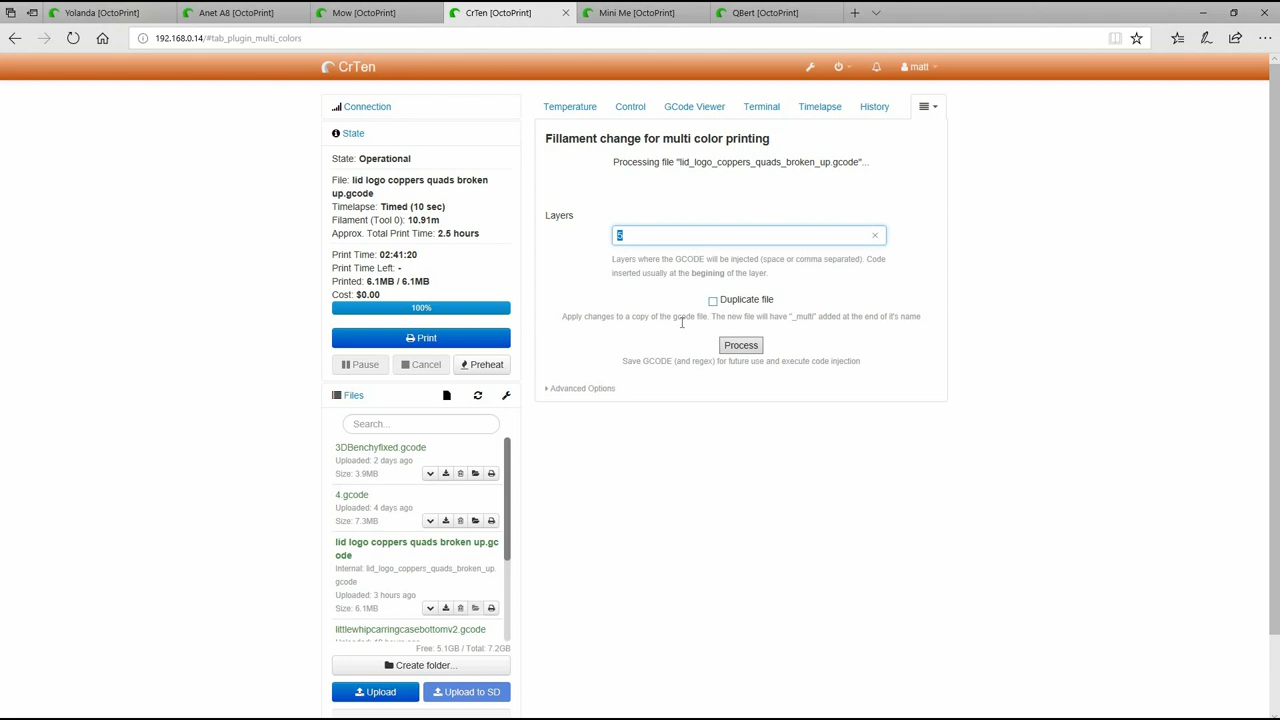 Yolanda [OctoPrint]
Anet A8 [OctoPrint]
Mow [OctoPrint]
CrTen [OctoPrint]
Mini Me [OctoPrint]
QBert [OctoPrint]
192.168.0.14/#tab_plugin_multi_colors
CrTen
matt
Connection
State
State: Operational
File: lid logo coppers quads broken
up.gcode
Timelapse: Timed (10 sec)
Filament (Tool 0): 10.91m
Approx. Total Print Time: 2.5 hours
Print Time: 02:41:20
Print Time Left: -
Printed: 6.1MB / 6.1MB
Cost: $0.00
100%
Print
Pause
Cancel
Preheat
Files
Search...
3DBenchyfixed.gcode
Uploaded: 2 days ago
Size: 3.9MB
4.gcode
Uploaded: 4 days ago
Size: 7.3MB
lid logo coppers quads broken up.gc
ode
Internal: lid_logo_coppers_quads_broken_up.
gcode
Uploaded: 3 hours ago
Size: 6.1MB
littlewhipcarringcasebottomv2.gcode
Free: 5.1GB / Total: 7.2GB
Create folder...
Upload
Upload to SD
Temperature
Control
GCode Viewer
Terminal
Timelapse
History
Fillament change for multi color printing
Processing file "lid_logo_coppers_quads_broken_up.gcode"...
Layers
5
Layers where the GCODE will be injected (space or comma separated). Code
inserted usually at the begining of the layer.
Duplicate file
Apply changes to a copy of the gcode file. The new file will have "_multi" added at the end of it's name
Process
Save GCODE (and regex) for future use and execute code injection
Advanced Options